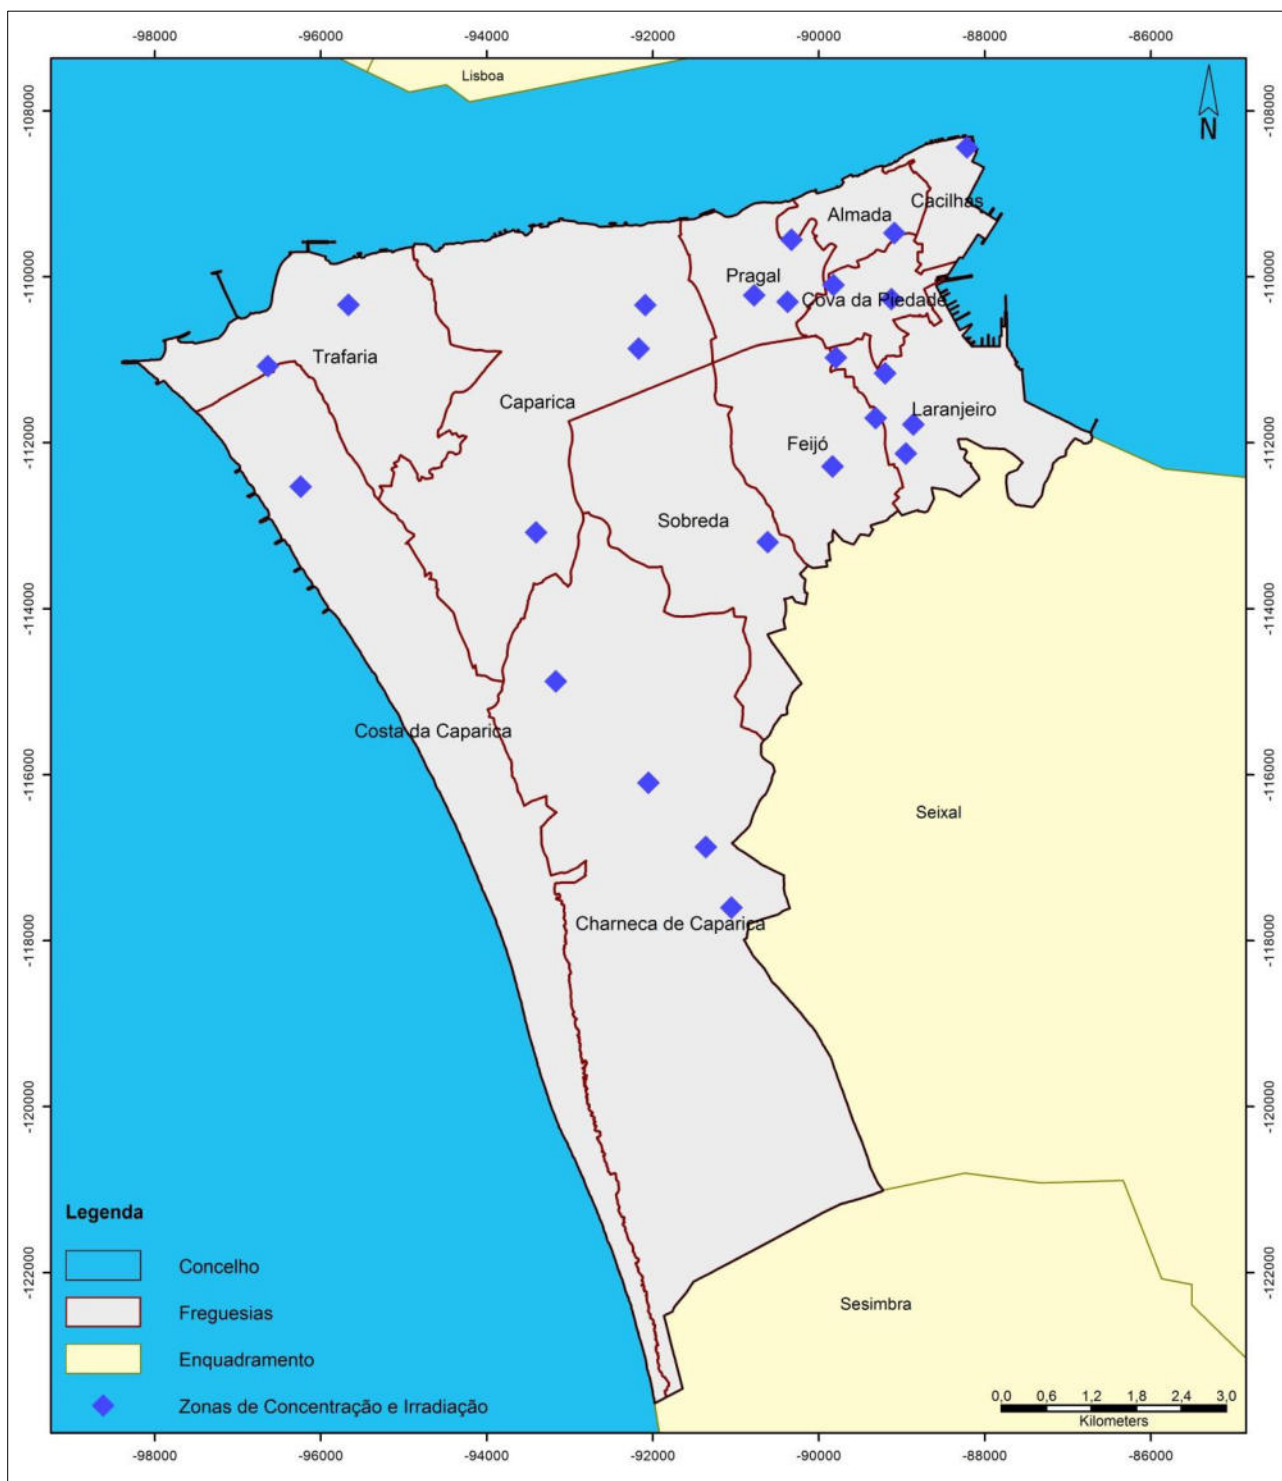 -98000 -96000 -94000 -92000 -90000 -88000 -86000
Lisboa
N
-108000 -108000
Cacilhas
Almada
Pragal
-110000 -110000
Cova da Piedade
Trafaria
Caparica
Laranjeiro
-112000 -112000
Feijó
Sobreda
-114000 -114000
Costa da Caparica
-116000 -116000
Seixal
Charneca de Caparica
-118000 -118000
-120000 -120000
Legenda
Concelho
-122000 -122000
Freguesias
Sesimbra
Enquadramento
Zonas de Concentração e Irradiação
0,0 0,6 1,2 1,8 2,4 3,0
Kilometers
-98000 -96000 -94000 -92000 -90000 -88000 -86000